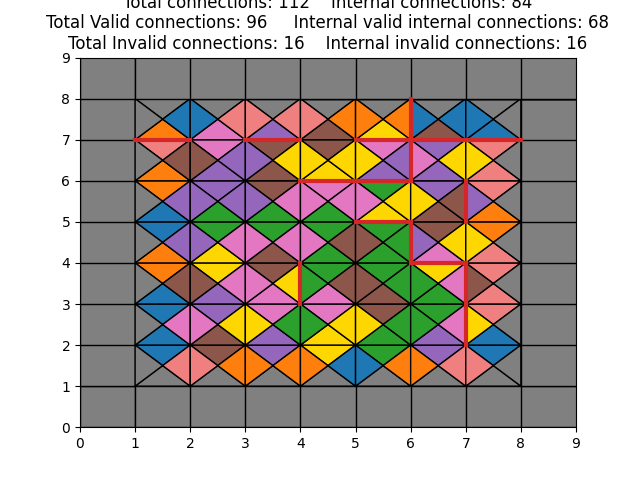 Total connections: 112    Internal connections: 84
Total Valid connections: 96     Internal valid internal connections: 68
Total Invalid connections: 16    Internal invalid connections: 16
9
8
7
6
5
4
3
2
1
0
0 1 2 3 4 5 6 7 8 9